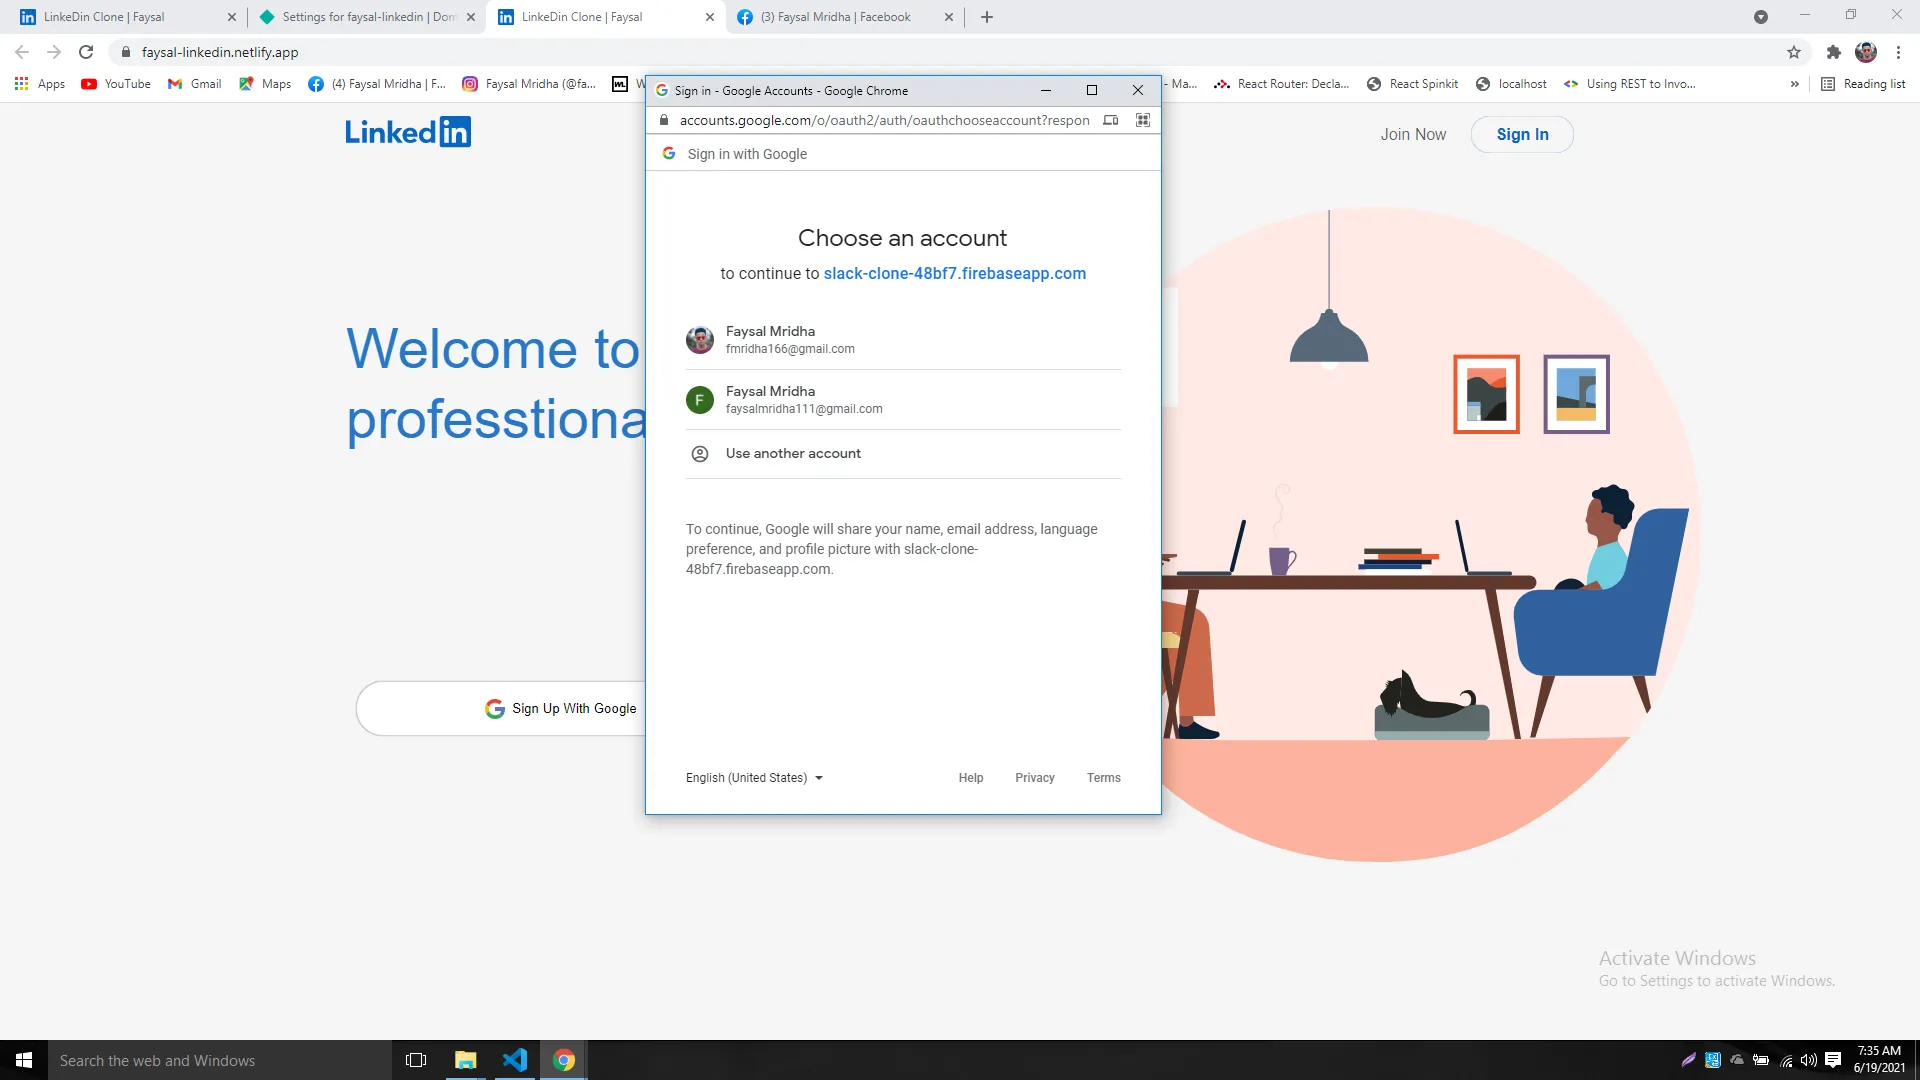 LinkeDin Clone | Faysal
Settings for faysal-linkedin | Dom
LinkeDin Clone | Faysal
(3) Faysal Mridha | Facebook
faysal-linkedin.netlify.app
Apps
YouTube
Gmail
Maps
(4) Faysal Mridha | F...
Faysal Mridha (@fa...
- Ma...
React Router: Decla...
React Spinkit
localhost
Using REST to Invo...
»
Reading list
Sign in - Google Accounts - Google Chrome
accounts.google.com/o/oauth2/auth/oauthchooseaccount?respon
Linkedin
Join Now
Sign In
Sign in with Google
Choose an account
to continue to slack-clone-48bf7.firebaseapp.com
Faysal Mridha
fmridha166@gmail.com
F
Faysal Mridha
faysalmridha111@gmail.com
Use another account
To continue, Google will share your name, email address, language
preference, and profile picture with slack-clone-
48bf7.firebaseapp.com.
English (United States)
Help
Privacy
Terms
Welcome to
professtiona
Sign Up With Google
Activate Windows
Go to Settings to activate Windows.
Search the web and Windows
7:35 AM
6/19/2021